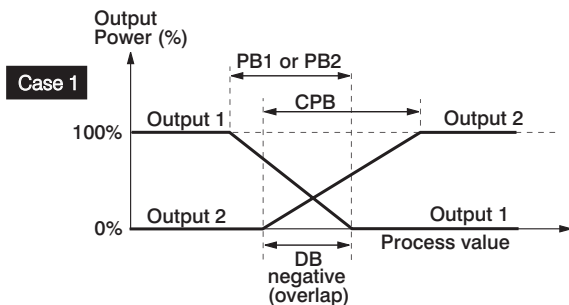 Output
Power (%)
PB1 or PB2
Case 1
CPB
Output 1
Output 2
100%
Output 2
Output 1
0%
Process value
DB
negative
(overlap)